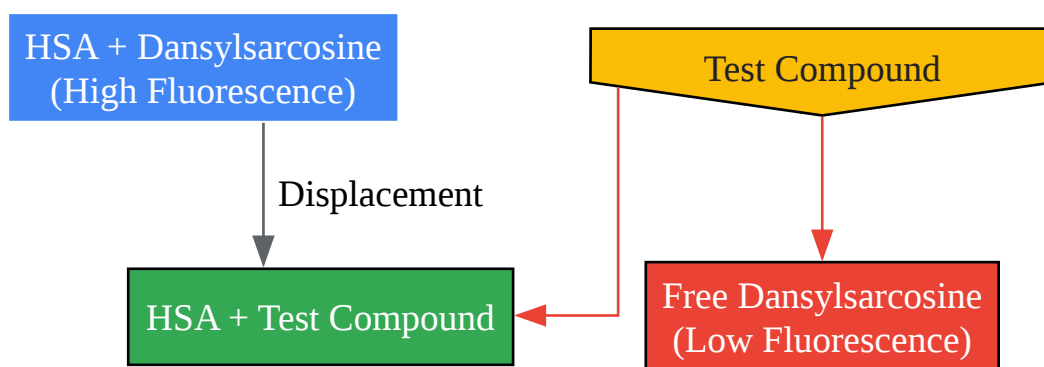 HSA + Dansylsarcosine
(High Fluorescence)
Test Compound
Displacement
HSA + Test Compound
Free Dansylsarcosine
(Low Fluorescence)